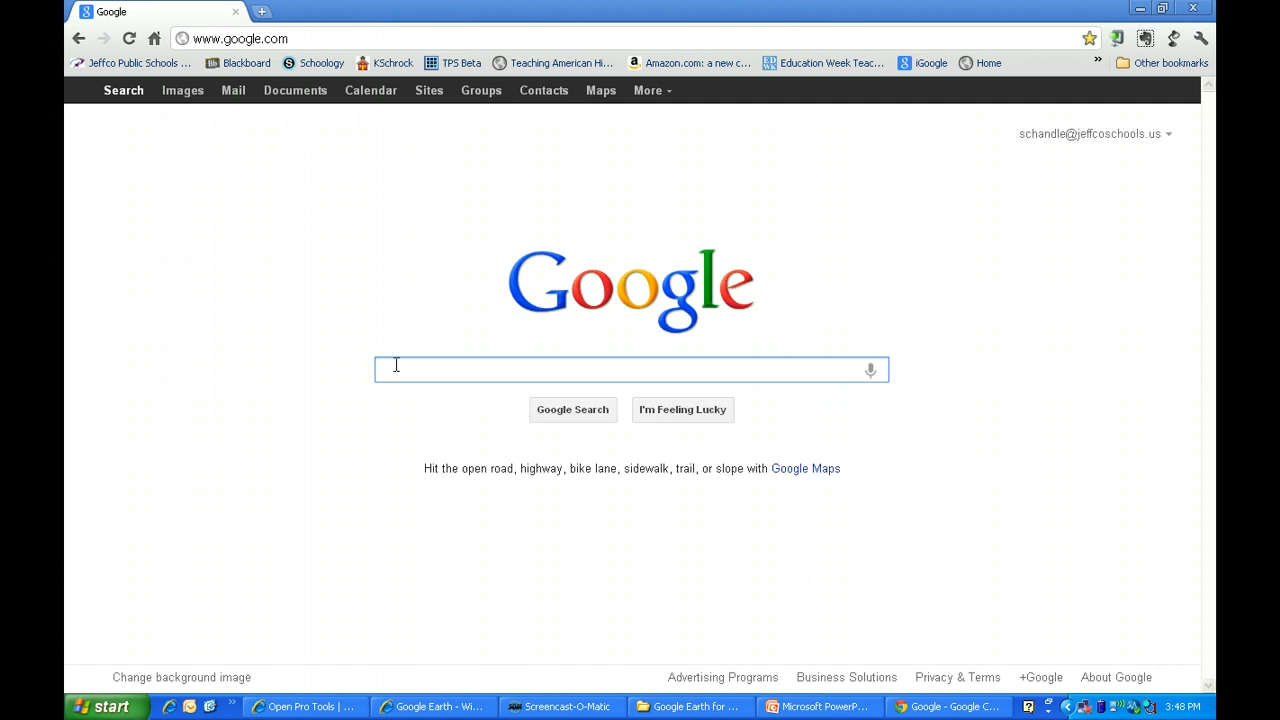 Google
www.google.com
Jeffco Public Schools ... Blackboard Schoology KSchrock TPS Beta Teaching American Hi... Amazon.com: a new c... Education Week Teac... iGoogle Home » Other bookmarks
Search Images Mail Documents Calendar Sites Groups Contacts Maps More
schandle@jeffcoschools.us
Google
Google Search I'm Feeling Lucky
Hit the open road, highway, bike lane, sidewalk, trail, or slope with Google Maps
Change background image Advertising Programs Business Solutions Privacy & Terms +Google About Google
start » Open Pro Tools | ... Google Earth - Wi... Screencast-O-Matic Google Earth for ... Microsoft PowerP... Google - Google C... 3:48 PM